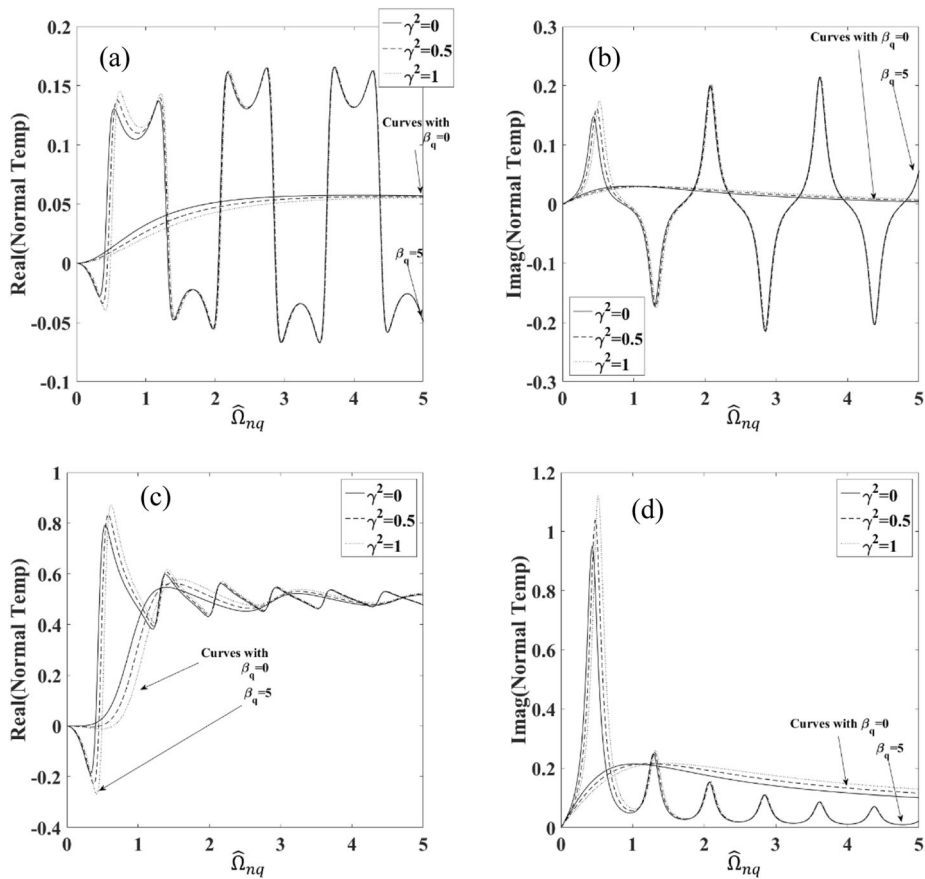 (a)
γ²=0
γ²=0.5
γ²=1
Curves with
β_q=0
β_q=5
Real(Normal Temp)
0.2
0.15
0.1
0.05
0
-0.05
-0.1
0 1 2 3 4 5
Ω̂_nq
(b)
Curves with β_q=0
β_q=5
γ²=0
γ²=0.5
γ²=1
Imag(Normal Temp)
0.3
0.2
0.1
0
-0.1
-0.2
-0.3
0 1 2 3 4 5
Ω̂_nq
(c)
γ²=0
γ²=0.5
γ²=1
Curves with
β_q=0
β_q=5
Real(Normal Temp)
1
0.8
0.6
0.4
0.2
0
-0.2
-0.4
0 1 2 3 4 5
Ω̂_nq
(d)
γ²=0
γ²=0.5
γ²=1
Curves with β_q=0
β_q=5
Imag(Normal Temp)
1.2
1
0.8
0.6
0.4
0.2
0
0 1 2 3 4 5
Ω̂_nq